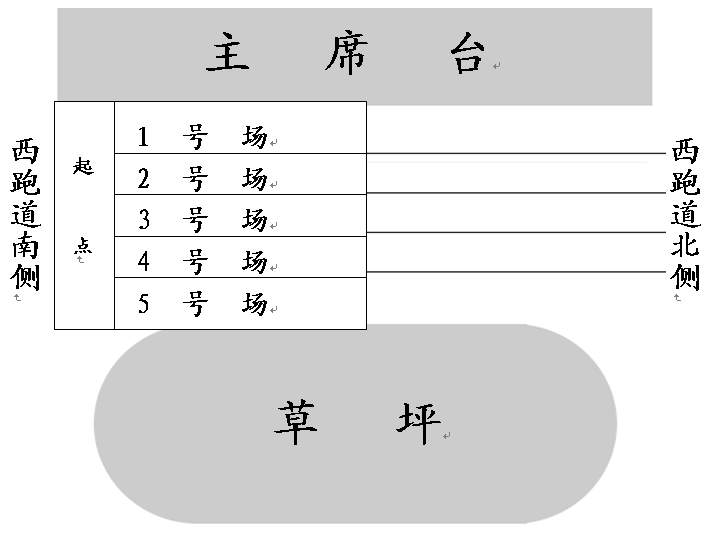 主 席 台
西跑道南侧
起点
1 号 场
2 号 场
3 号 场
4 号 场
5 号 场
西跑道北侧
草 坪